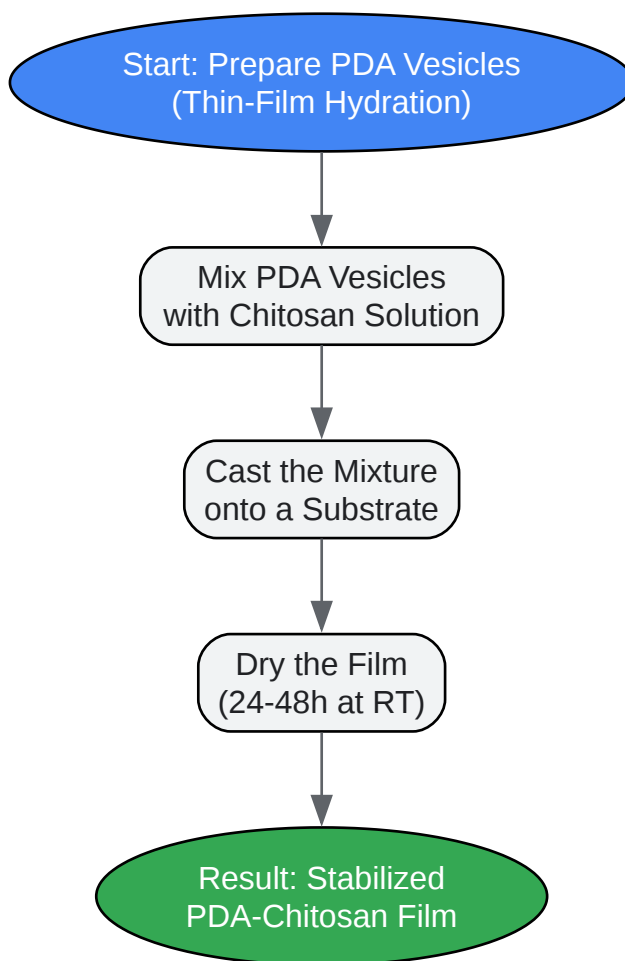 Start: Prepare PDA Vesicles
(Thin-Film Hydration)
Mix PDA Vesicles
with Chitosan Solution
Cast the Mixture
onto a Substrate
Dry the Film
(24-48h at RT)
Result: Stabilized
PDA-Chitosan Film